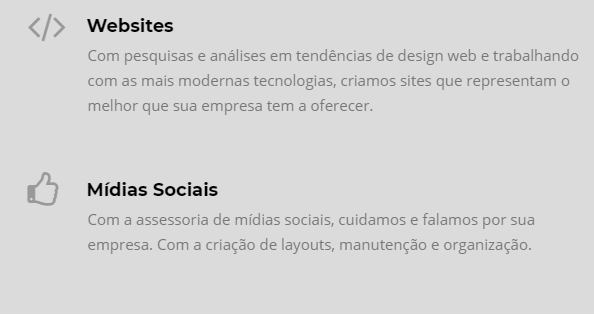 Websites
Com pesquisas e análises em tendências de design web e trabalhando
com as mais modernas tecnologias, criamos sites que representam o
melhor que sua empresa tem a oferecer.
Mídias Sociais
Com a assessoria de mídias sociais, cuidamos e falamos por sua
empresa. Com a criação de layouts, manutenção e organização.